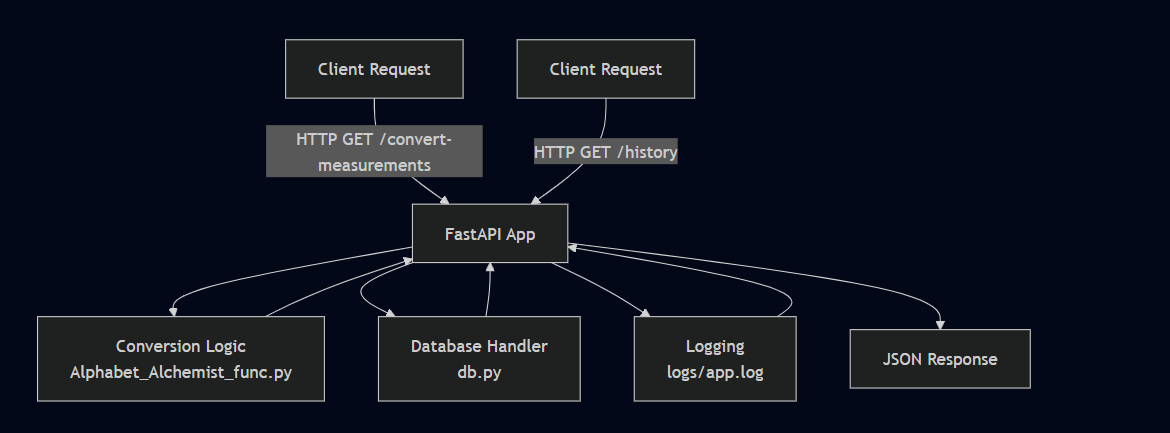 Client Request
Client Request
HTTP GET /convert-
measurements
HTTP GET /history
FastAPI App
Conversion Logic
Alphabet_Alchemist_func.py
Database Handler
db.py
Logging
logs/app.log
JSON Response